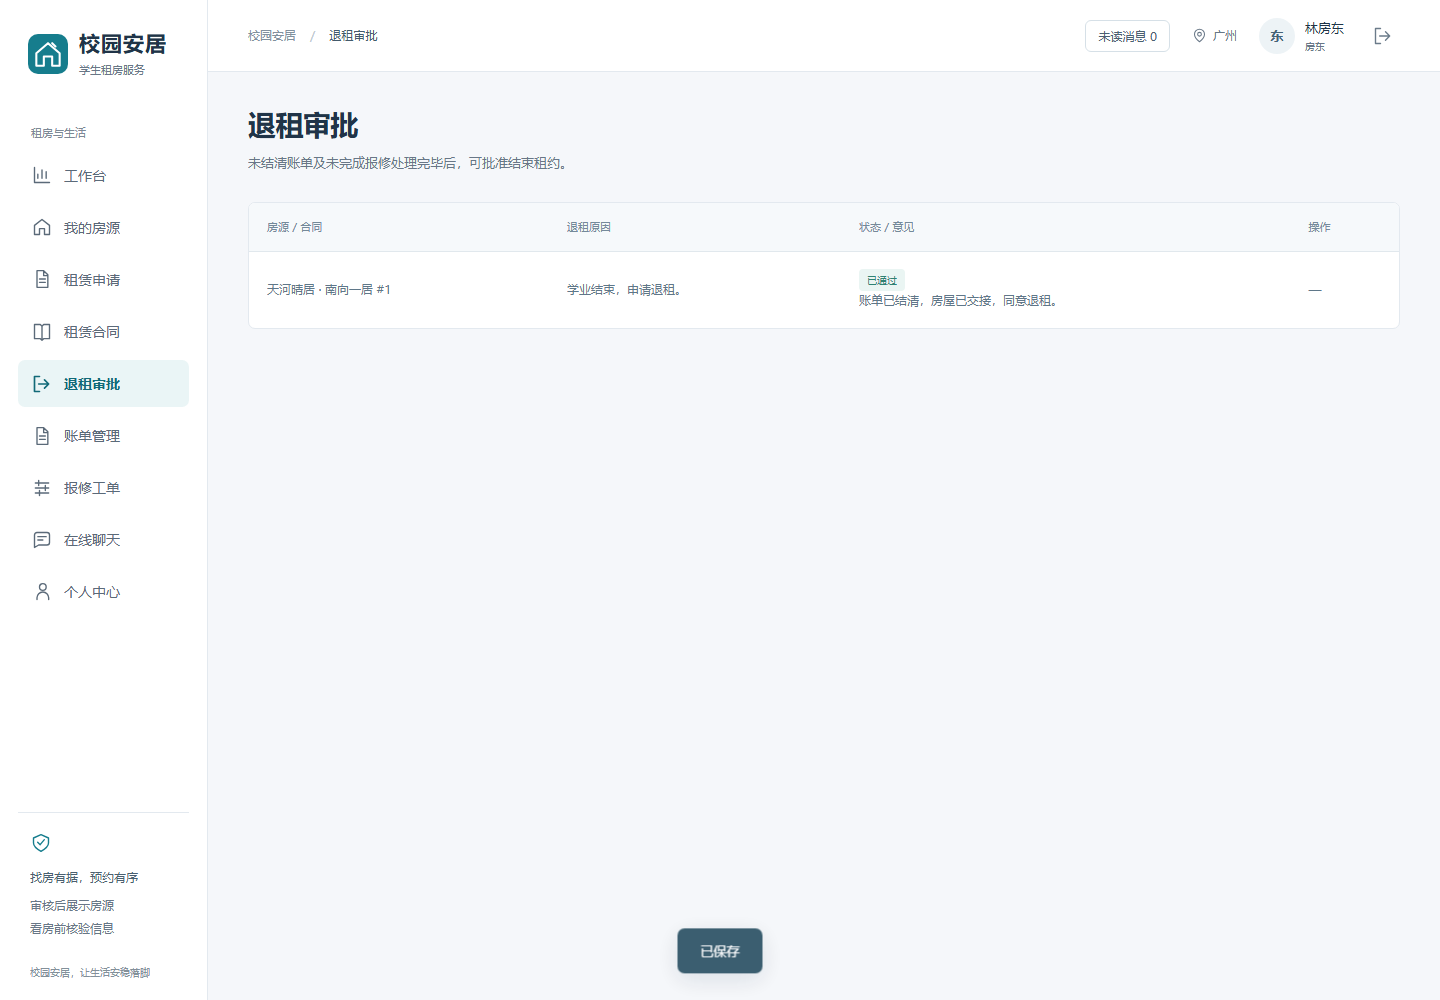 校园安居
学生租房服务
租房与生活
工作台
我的房源
租赁申请
租赁合同
退租审批
账单管理
报修工单
在线聊天
个人中心
找房有据，预约有序
审核后展示房源
看房前核验信息
校园安居，让生活安稳落脚
校园安居 / 退租审批
未读消息 0
广州
东
林房东
房东
退租审批
未结清账单及未完成报修处理完毕后，可批准结束租约。
房源 / 合同 退租原因 状态 / 意见 操作
天河晴居 · 南向一居 #1 学业结束，申请退租。 已通过 —
账单已结清，房屋已交接，同意退租。
已保存